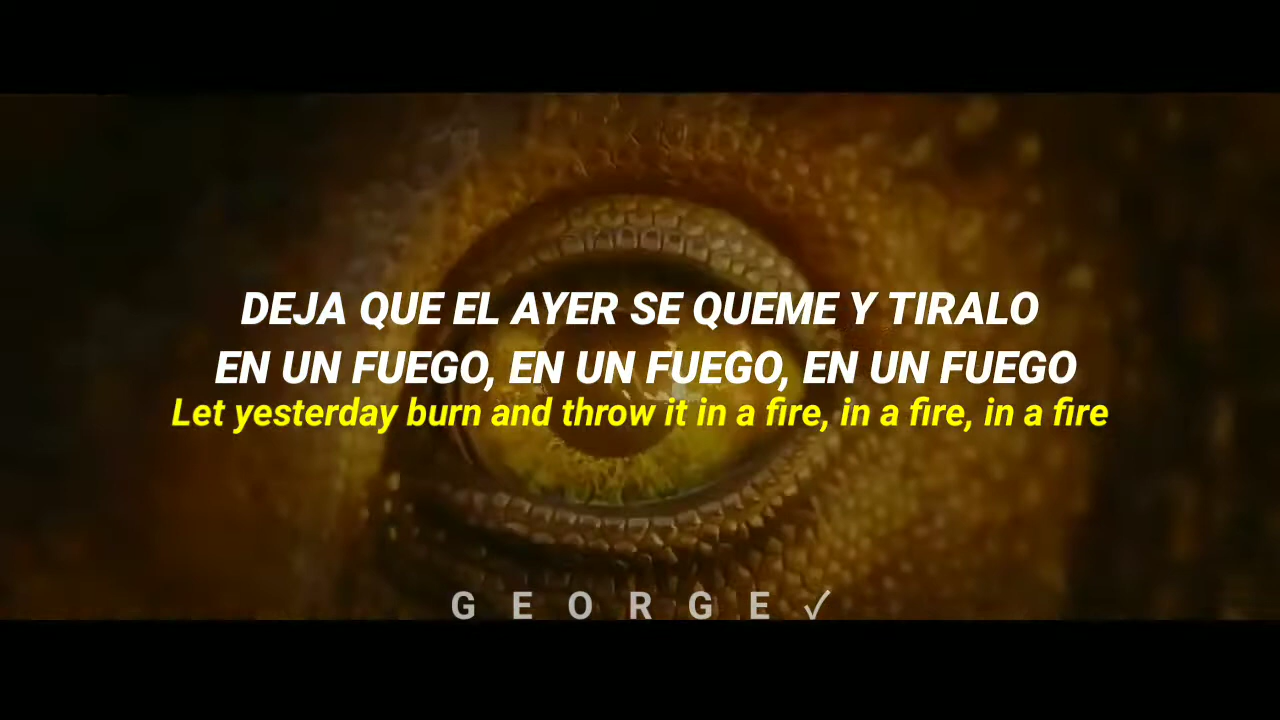 DEJA QUE EL AYER SE QUEME Y TIRALO
EN UN FUEGO, EN UN FUEGO, EN UN FUEGO
Let yesterday burn and throw it in a fire, in a fire, in a fire
G E O R G E ✓